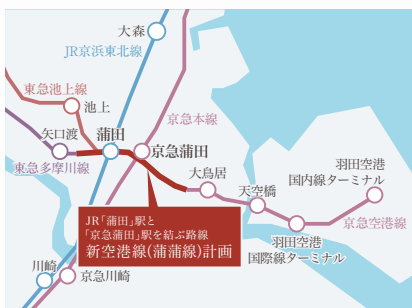 大森
JR京浜東北線
東急池上線
池上
京急本線
矢口渡
蒲田
京急蒲田
東急多摩川線
大鳥居
羽田空港
国内線ターミナル
天空橋
京急空港線
羽田空港
国際線ターミナル
JR「蒲田」駅と
「京急蒲田」駅を結ぶ路線
新空港線(蒲蒲線)計画
川崎
京急川崎